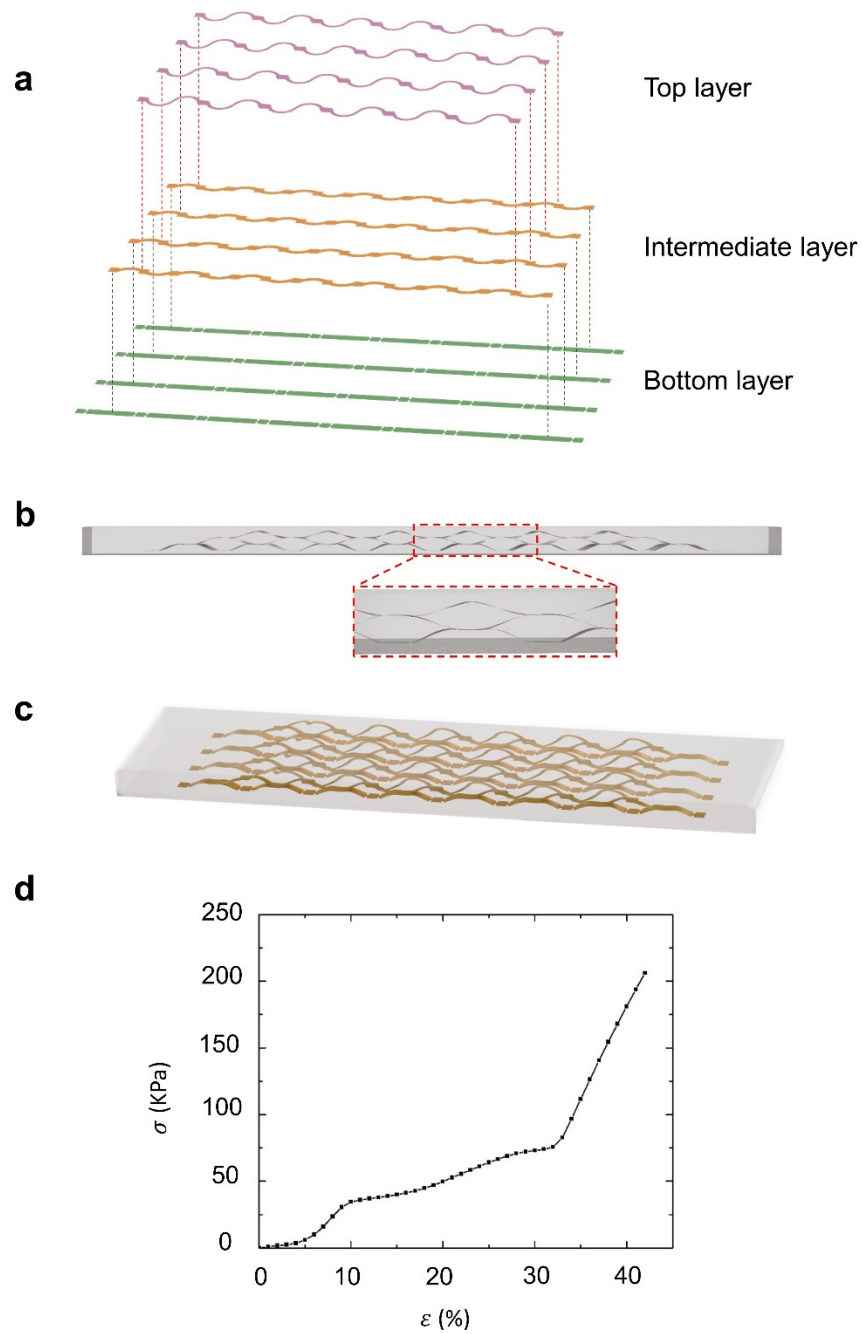 a
Top layer
Intermediate layer
Bottom layer
b
c
d
250
200
150
100
50
0
σ (KPa)
0 10 20 30 40
ε (%)